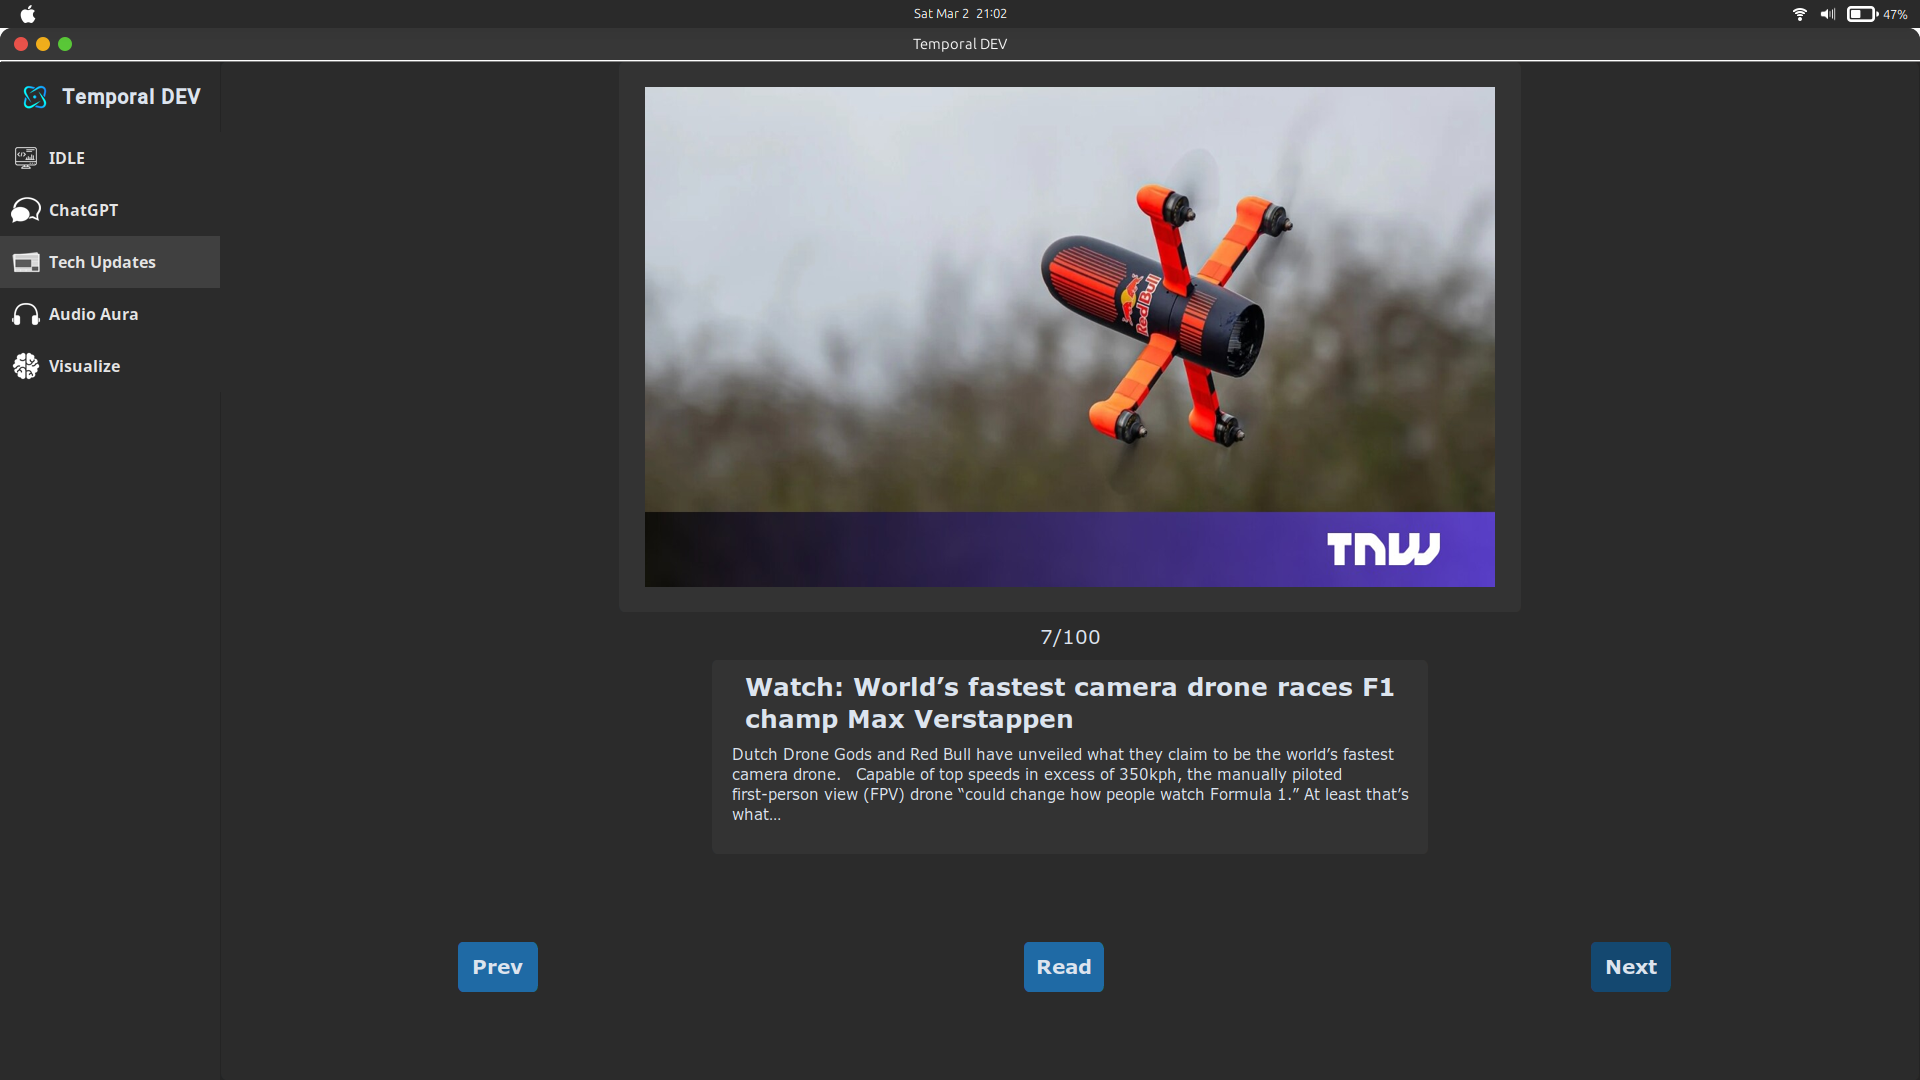 Sat Mar 2 21:02
47%
Temporal DEV
Temporal DEV
IDLE
ChatGPT
Tech Updates
Audio Aura
Visualize
Red Bull
TNW
7/100
Watch: World’s fastest camera drone races F1
champ Max Verstappen
Dutch Drone Gods and Red Bull have unveiled what they claim to be the world’s fastest
camera drone.   Capable of top speeds in excess of 350kph, the manually piloted
first-person view (FPV) drone “could change how people watch Formula 1.” At least that’s
what...
Prev
Read
Next